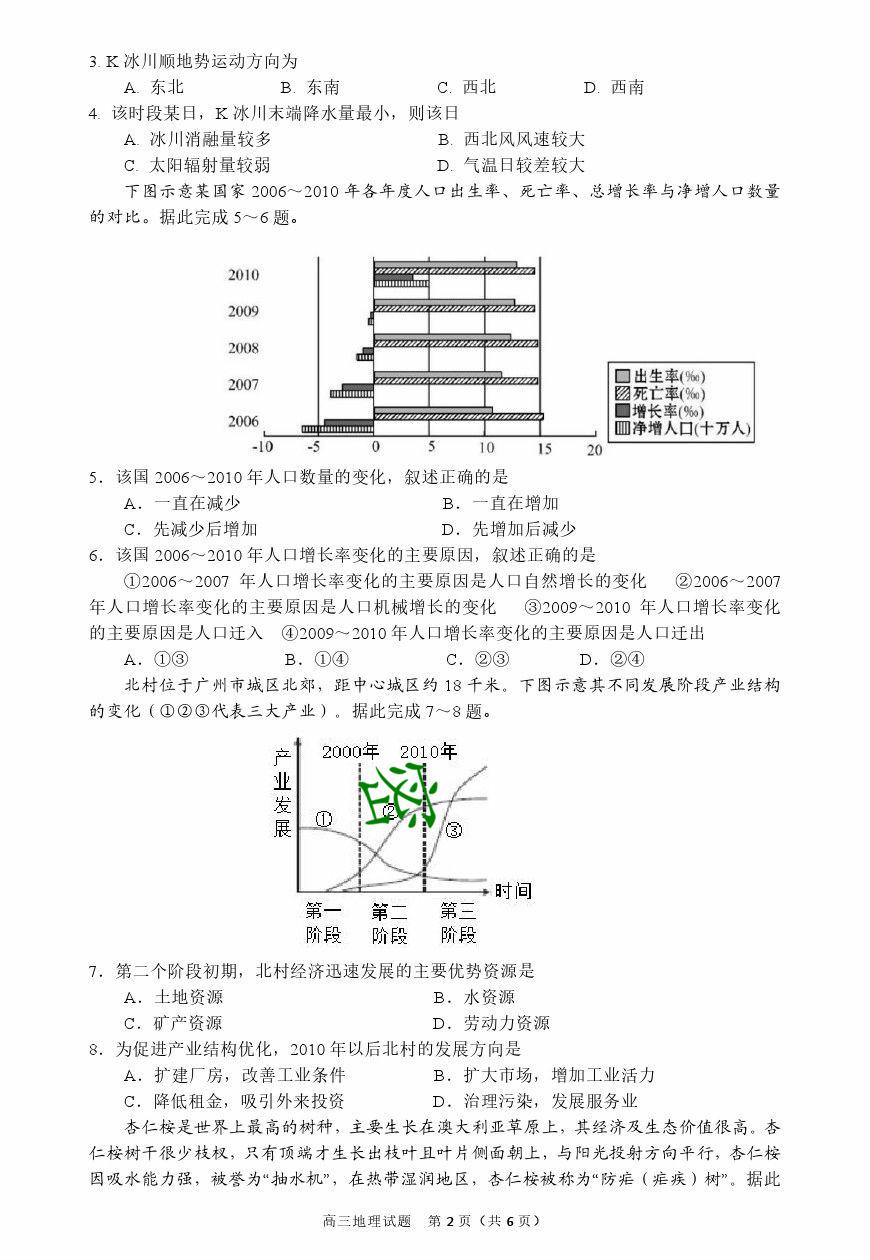 3. K 冰川顺地势运动方向为
A. 东北 B. 东南 C. 西北 D. 西南
4. 该时段某日，K 冰川末端降水量最小，则该日
A. 冰川消融量较多 B. 西北风风速较大
C. 太阳辐射量较弱 D. 气温日较差较大
下图示意某国家 2006～2010 年各年度人口出生率、死亡率、总增长率与净增人口数量
的对比。据此完成 5～6 题。
2010
2009
2008
2007
2006
-10 -5 0 5 10 15 20
出生率(‰)
死亡率(‰)
增长率(‰)
净增人口(十万人)
5．该国 2006～2010 年人口数量的变化，叙述正确的是
A．一直在减少 B．一直在增加
C．先减少后增加 D．先增加后减少
6．该国 2006～2010 年人口增长率变化的主要原因，叙述正确的是
①2006～2007 年人口增长率变化的主要原因是人口自然增长的变化 ②2006～2007
年人口增长率变化的主要原因是人口机械增长的变化 ③2009～2010 年人口增长率变化
的主要原因是人口迁入 ④2009～2010 年人口增长率变化的主要原因是人口迁出
A．①③ B．①④ C．②③ D．②④
北村位于广州市城区北郊，距中心城区约 18 千米。下图示意其不同发展阶段产业结构
的变化（①②③代表三大产业）。据此完成 7～8 题。
产业发展
2000年 2010年
①
②
③
时间
第一阶段 第二阶段 第三阶段
7．第二个阶段初期，北村经济迅速发展的主要优势资源是
A．土地资源 B．水资源
C．矿产资源 D．劳动力资源
8．为促进产业结构优化，2010 年以后北村的发展方向是
A．扩建厂房，改善工业条件 B．扩大市场，增加工业活力
C．降低租金，吸引外来投资 D．治理污染，发展服务业
杏仁桉是世界上最高的树种，主要生长在澳大利亚草原上，其经济及生态价值很高。杏
仁桉树干很少枝杈，只有顶端才生长出枝叶且叶片侧面朝上，与阳光投射方向平行，杏仁桉
因吸水能力强，被誉为“抽水机”，在热带湿润地区，杏仁桉被称为“防疟（疟疾）树”。据此
高三地理试题 第 2 页（共 6 页）